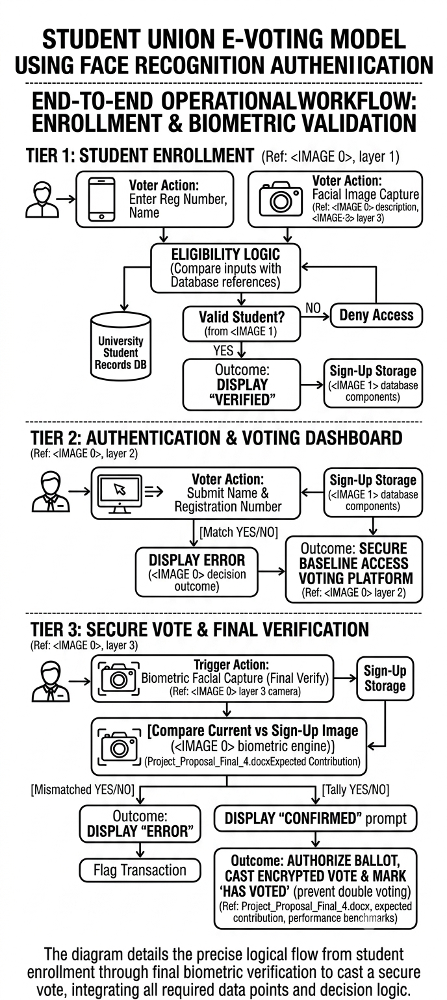 STUDENT UNION E-VOTING MODEL
USING FACE RECOGNITION AUTHENIICATION
END-TO-END OPERATIONALWORKFLOW:
ENROLLMENT & BIOMETRIC VALIDATION
TIER 1: STUDENT ENROLLMENT (Ref: <IMAGE 0>, layer 1)
Voter Action:
Enter Reg Number,
Name
Voter Action:
Facial Image Capture
(Ref: <IMAGE 0> description,
layer 3)
ELIGIBILITY LOGIC
(Compare inputs with
Database references)
University
Student
Records DB
Valid Student?
(from <IMAGE 1)
NO
Deny Access
YES
Outcome:
DISPLAY
“VERIFIED”
Sign-Up Storage
(<IMAGE 1> database
components)
TIER 2: AUTHENTICATION & VOTING DASHBOARD
(Ref: <IMAGE 0>, layer 2)
Voter Action:
Submit Name &
Registration Number
Sign-Up Storage
(<IMAGE 1> database
components)
[Match YES/NO]
DISPLAY ERROR
(<IMAGE 0> decision
outcome)
Outcome: SECURE
BASELINE ACCESS
VOTING PLATFORM
(Ref: <IMAGE 0> layer 2)
TIER 3: SECURE VOTE & FINAL VERIFICATION
(Ref: <IMAGE 0>, layer 3)
Trigger Action:
Biometric Facial Capture (Final Verify)
(Ref: <IMAGE 0> layer 3 camera)
Sign-Up
Storage
[Compare Current vs Sign-Up Image
(<IMAGE 0> biometric engine)]
(Project_Proposal_Final_4.docxExpected Contribution)
[Mismatched YES/NO]
[Tally YES/NO]
Outcome:
DISPLAY “ERROR”
DISPLAY “CONFIRMED” prompt
Flag Transaction
Outcome: AUTHORIZE BALLOT,
CAST ENCRYPTED VOTE & MARK
‘HAS VOTED’ (prevent double voting)
(Ref: Project_Proposal_Final_4.docx, expected
contribution, performance benchmarks)
The diagram details the precise logical flow from student
enrollment through final biometric verification to cast a secure
vote, integrating all required data points and decision logic.